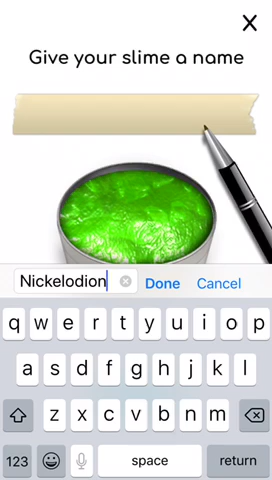 X
Give your slime a name
Nickelodion Done Cancel
q w e r t y u i o p
a s d f g h j k l
z x c v b n m
123 space return